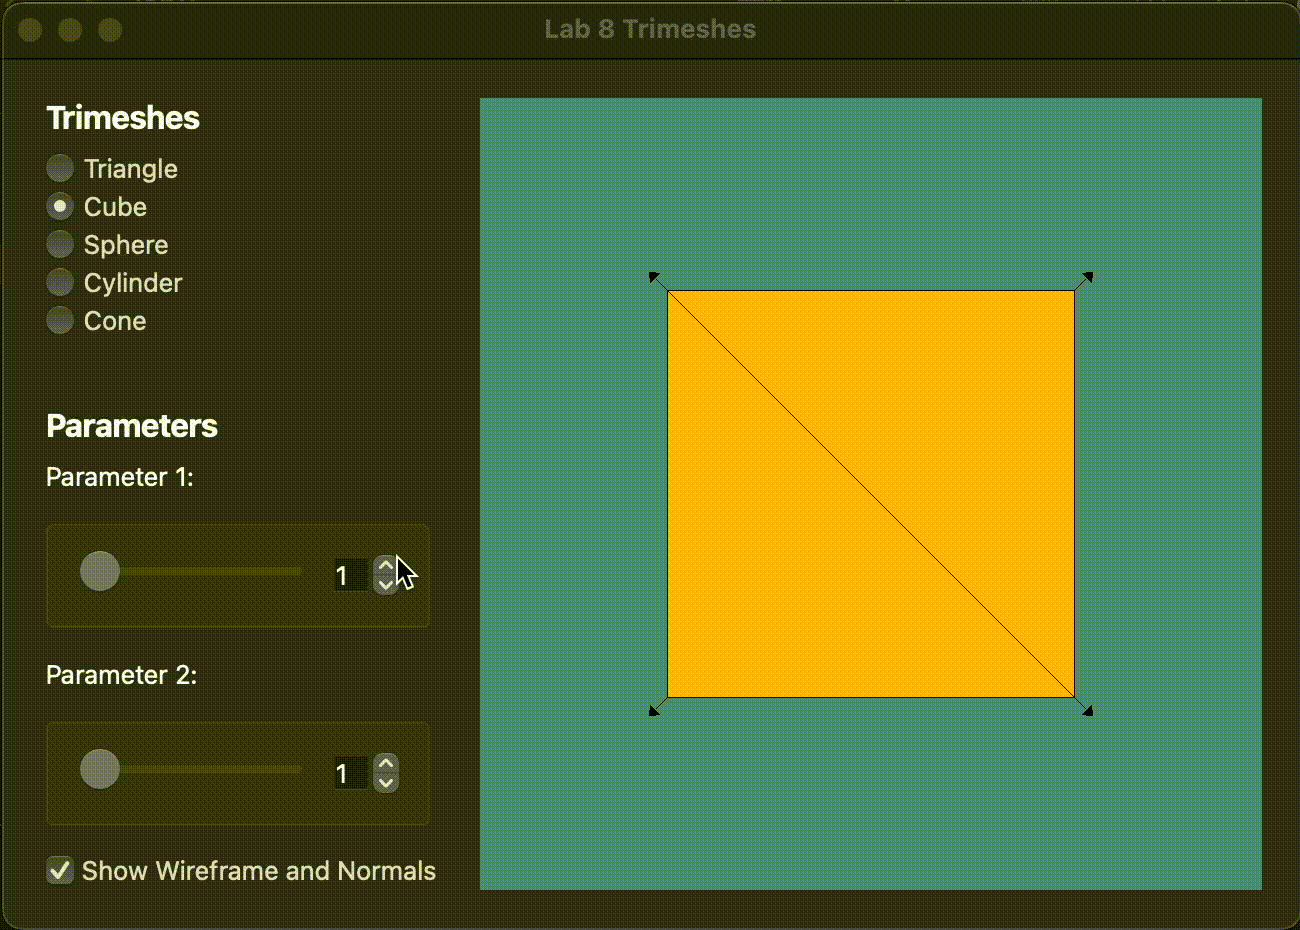 Lab 8 Trimeshes
Trimeshes
Triangle
Cube
Sphere
Cylinder
Cone
Parameters
Parameter 1:
1
Parameter 2:
1
Show Wireframe and Normals